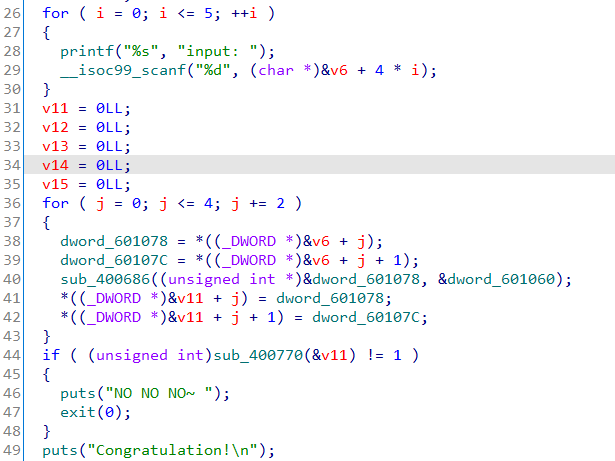 26 for ( i = 0; i <= 5; ++i )
27 {
28 printf("%s", "input: ");
29 __isoc99_scanf("%d", (char *)&v6 + 4 * i);
30 }
31 v11 = 0LL;
32 v12 = 0LL;
33 v13 = 0LL;
34 v14 = 0LL;
35 v15 = 0LL;
36 for ( j = 0; j <= 4; j += 2 )
37 {
38 dword_601078 = *((_DWORD *)&v6 + j);
39 dword_60107C = *((_DWORD *)&v6 + j + 1);
40 sub_400686((unsigned int *)&dword_601078, &dword_601060);
41 *((_DWORD *)&v11 + j) = dword_601078;
42 *((_DWORD *)&v11 + j + 1) = dword_60107C;
43 }
44 if ( (unsigned int)sub_400770(&v11) != 1 )
45 {
46 puts("NO NO NO~ ");
47 exit(0);
48 }
49 puts("Congratulation!\n");